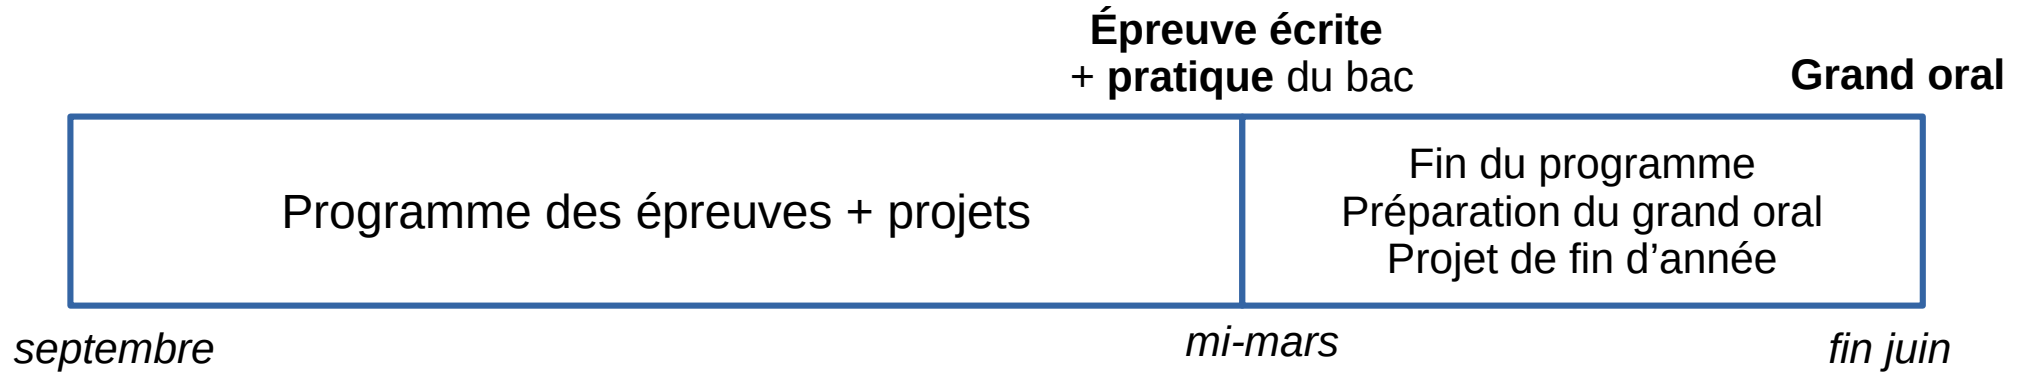 Épreuve écrite
+ pratique du bac
Grand oral
Programme des épreuves + projets
Fin du programme
Préparation du grand oral
Projet de fin d’année
septembre
mi-mars
fin juin